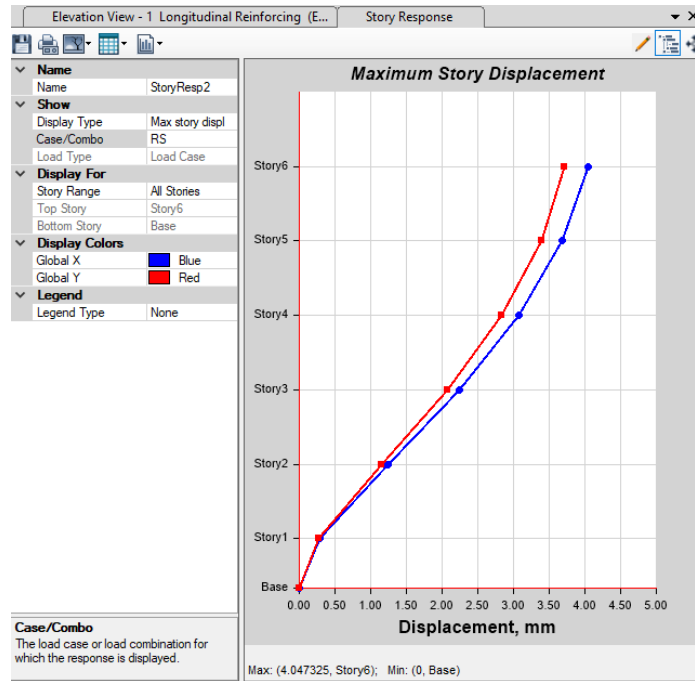 Elevation View - 1 Longitudinal Reinforcing (E...
Story Response
Name
Name StoryResp2
Show
Display Type Max story displ
Case/Combo RS
Load Type Load Case
Display For
Story Range All Stories
Top Story Story6
Bottom Story Base
Display Colors
Global X Blue
Global Y Red
Legend
Legend Type None
Case/Combo
The load case or load combination for
which the response is displayed.
Maximum Story Displacement
Story6
Story5
Story4
Story3
Story2
Story1
Base
0.00 0.50 1.00 1.50 2.00 2.50 3.00 3.50 4.00 4.50 5.00
Displacement, mm
Max: (4.047325, Story6); Min: (0, Base)